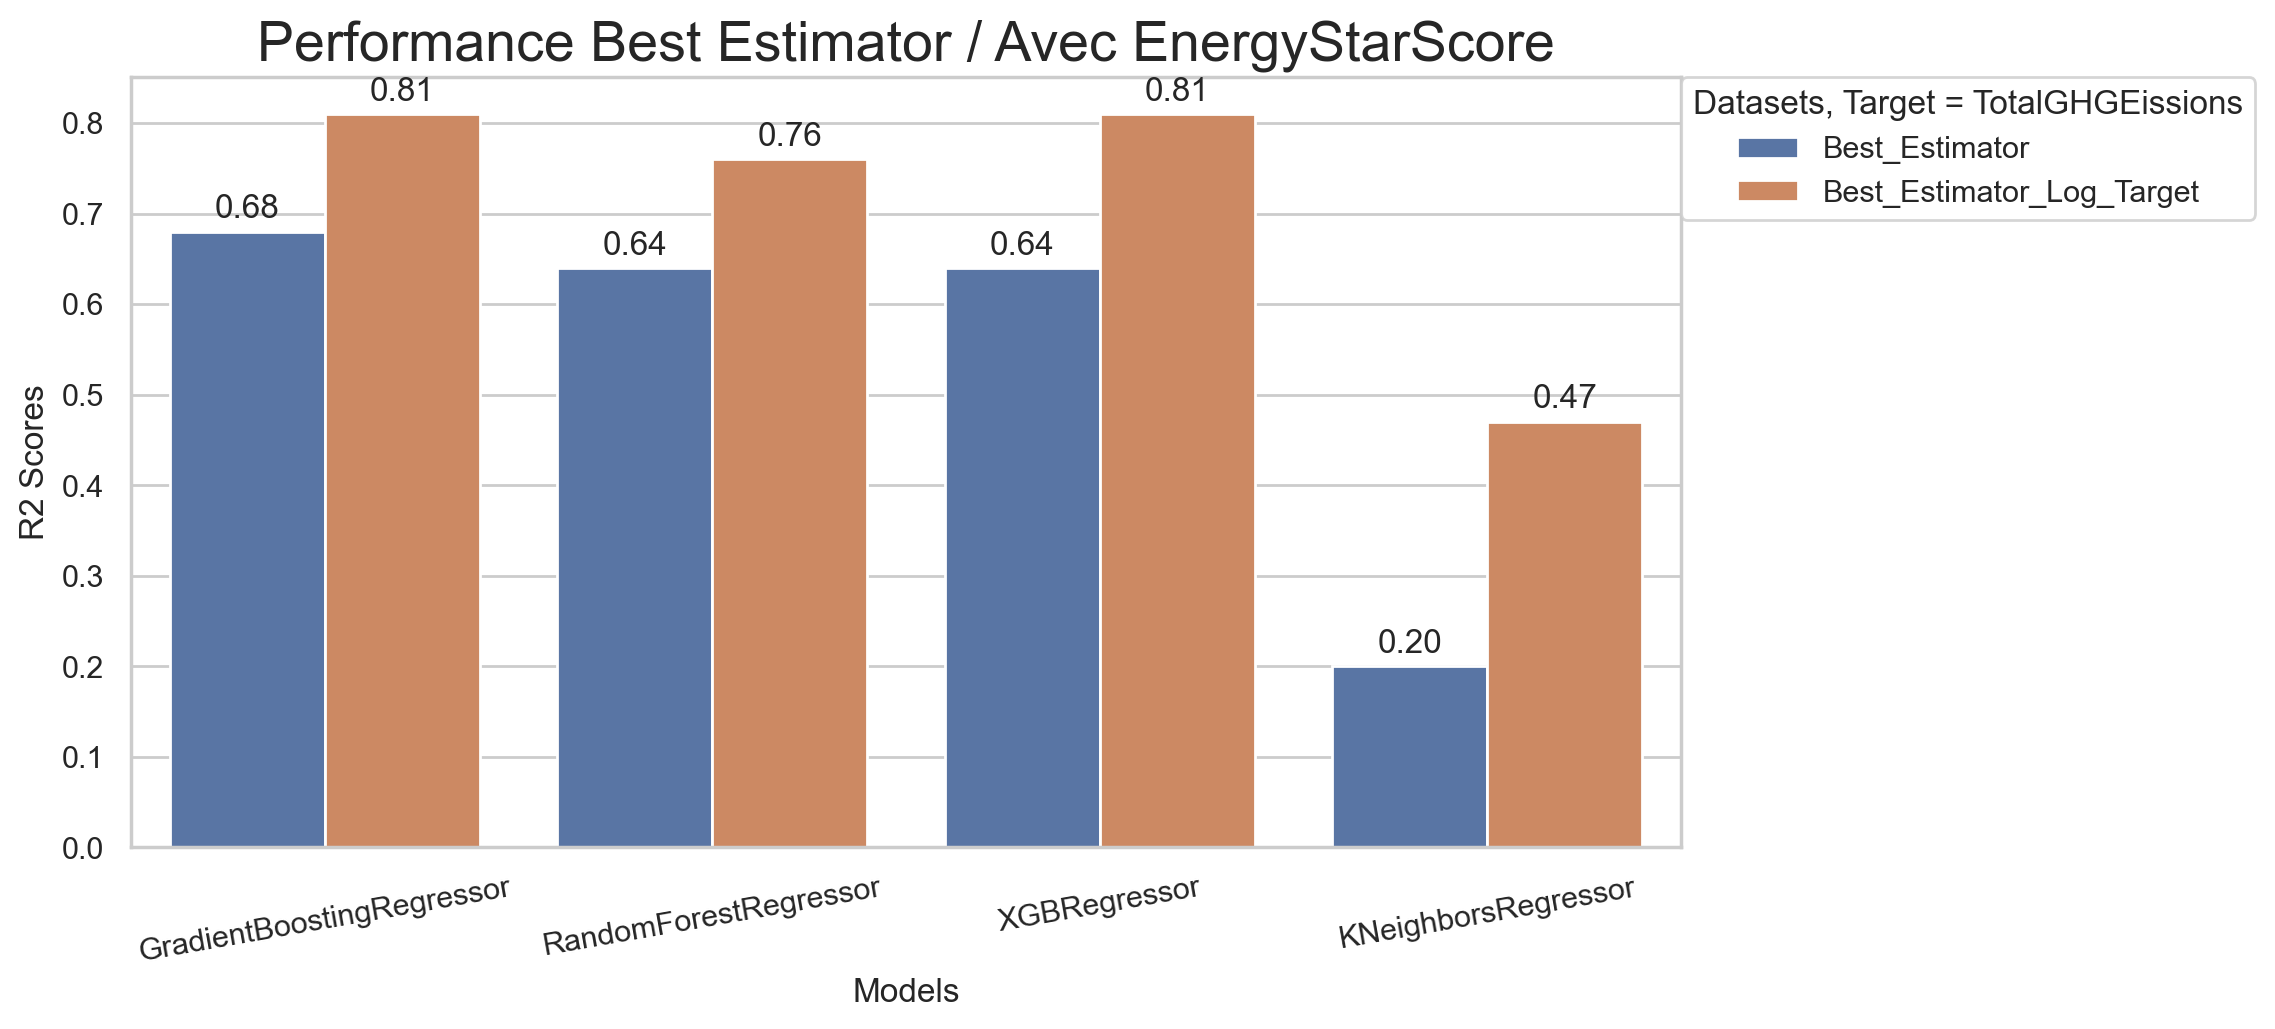 Performance Best Estimator / Avec EnergyStarScore
Datasets, Target = TotalGHGEissions
Best_Estimator
Best_Estimator_Log_Target
R2 Scores
0.8
0.7
0.6
0.5
0.4
0.3
0.2
0.1
0.0
0.68
0.81
0.64
0.76
0.64
0.81
0.20
0.47
GradientBoostingRegressor
RandomForestRegressor
XGBRegressor
KNeighborsRegressor
Models